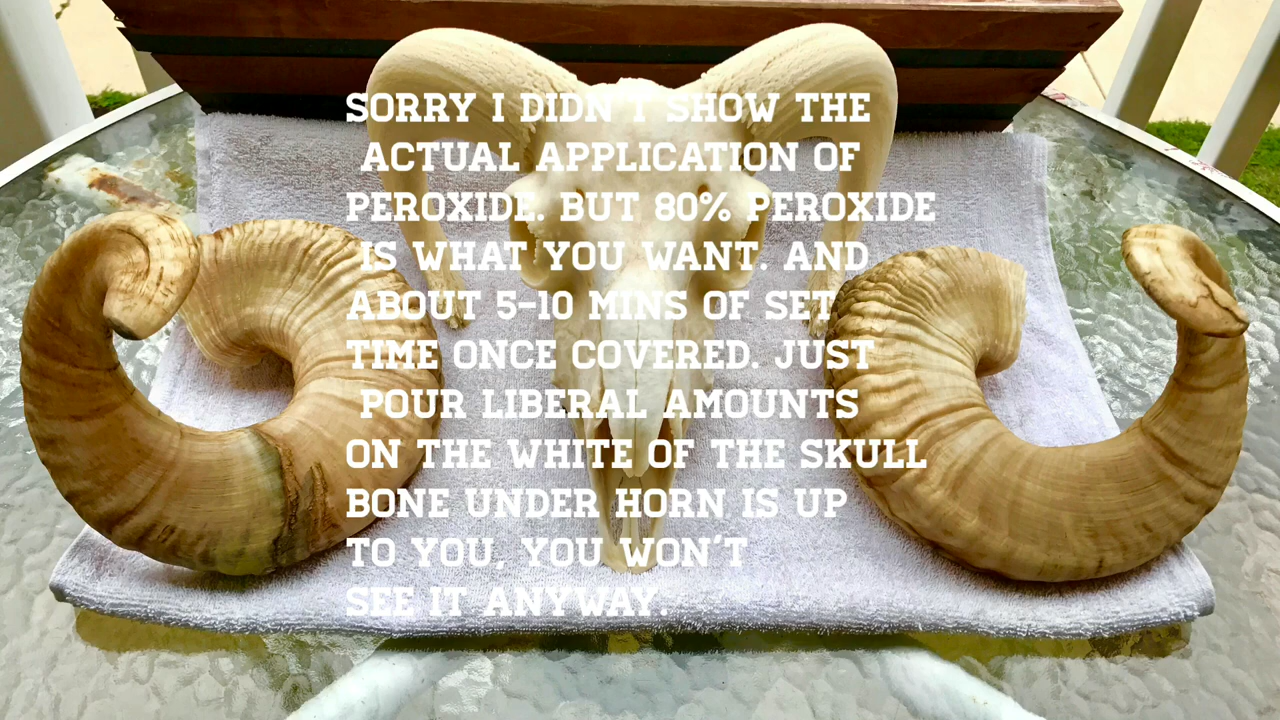 SORRY I DIDN'T SHOW THE
ACTUAL APPLICATION OF
PEROXIDE. BUT 80% PEROXIDE
IS WHAT YOU WANT. AND
ABOUT 5-10 MINS OF SET
TIME ONCE COVERED. JUST
POUR LIBERAL AMOUNTS
ON THE WHITE OF THE SKULL
BONE UNDER HORN IS UP
TO YOU, YOU WON'T
SEE IT ANYWAY.